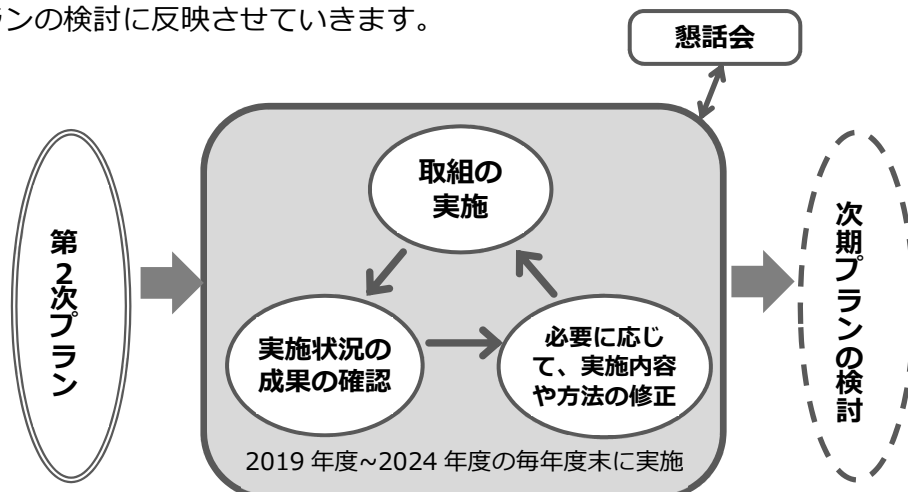 ランの検討に反映させていきます。
懇話会
第2次プラン
取組の
実施
実施状況の
成果の確認
必要に応じ
て、実施内容
や方法の修正
2019 年度~2024 年度の毎年度末に実施
次期プランの検討